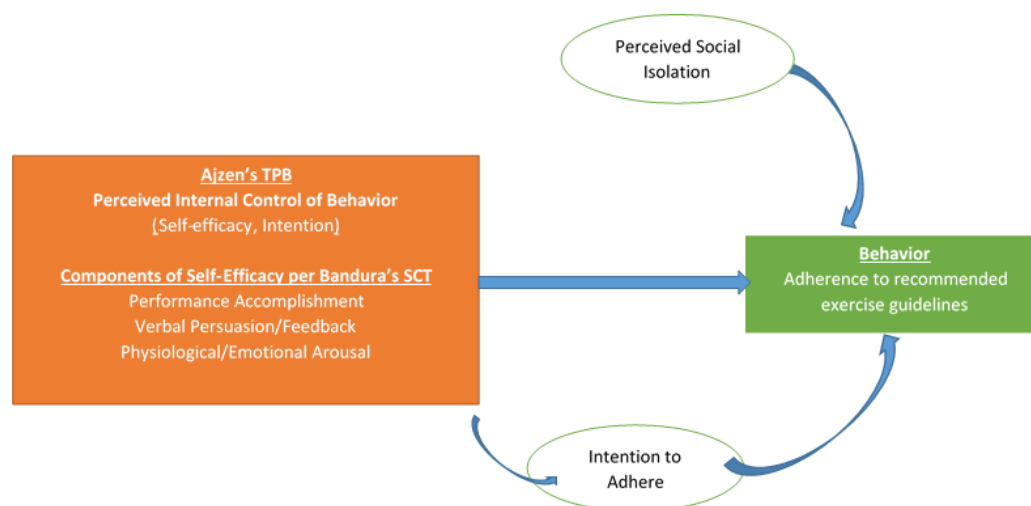 Perceived Social
Isolation
Ajzen's TPB
Perceived Internal Control of Behavior
(Self-efficacy, Intention)
Components of Self-Efficacy per Bandura's SCT
Performance Accomplishment
Verbal Persuasion/Feedback
Physiological/Emotional Arousal
Behavior
Adherence to recommended
exercise guidelines
Intention to
Adhere